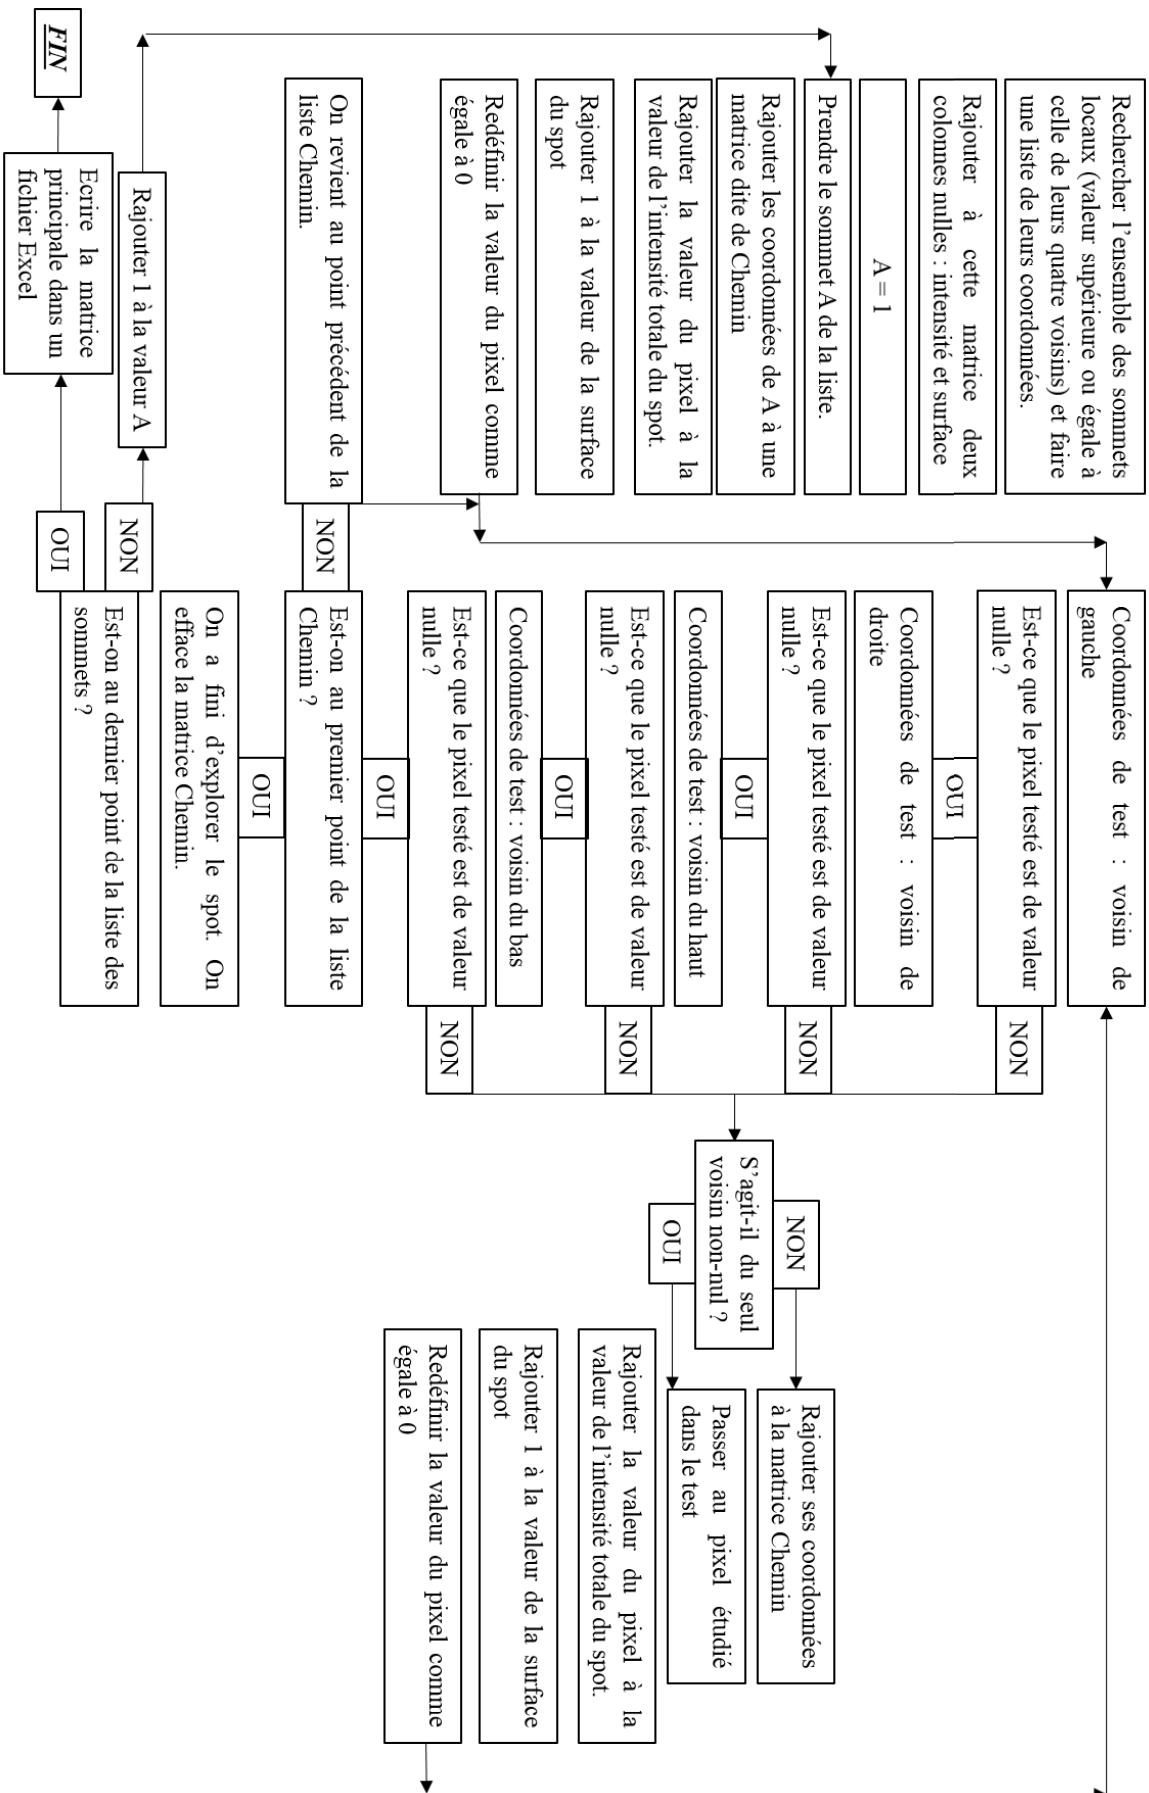 Rechercher l'ensemble des sommets
locaux (valeur supérieure ou égale à
celle de leurs quatre voisins) et faire
une liste de leurs coordonnées.
Rajouter à cette matrice deux
colonnes nulles : intensité et surface
A = 1
Prendre le sommet A de la liste.
Rajouter les coordonnées de A à une
matrice dite de Chemin
Rajouter la valeur du pixel à la
valeur de l'intensité totale du spot.
Rajouter 1 à la valeur de la surface
du spot
Redéfinir la valeur du pixel comme
égale à 0
On revient au point précédent de la
liste Chemin.
NON
Rajouter 1 à la valeur A
NON
Ecrire la matrice
principale dans un
fichier Excel
OUI
FIN
Coordonnées de test : voisin de
gauche
Est-ce que le pixel testé est de valeur
nulle ?
NON
OUI
Coordonnées de test : voisin de
droite
Est-ce que le pixel testé est de valeur
nulle ?
NON
OUI
Coordonnées de test : voisin du haut
Est-ce que le pixel testé est de valeur
nulle ?
NON
OUI
Coordonnées de test : voisin du bas
Est-ce que le pixel testé est de valeur
nulle ?
NON
OUI
Est-on au premier point de la liste
Chemin ?
OUI
On a fini d'explorer le spot. On
efface la matrice Chemin.
Est-on au dernier point de la liste des
sommets ?
NON
S'agit-il du seul
voisin non-nul ?
OUI
Rajouter ses coordonnées
à la matrice Chemin
Passer au pixel étudié
dans le test
Rajouter la valeur du pixel à la
valeur de l'intensité totale du spot.
Rajouter 1 à la valeur de la surface
du spot
Redéfinir la valeur du pixel comme
égale à 0